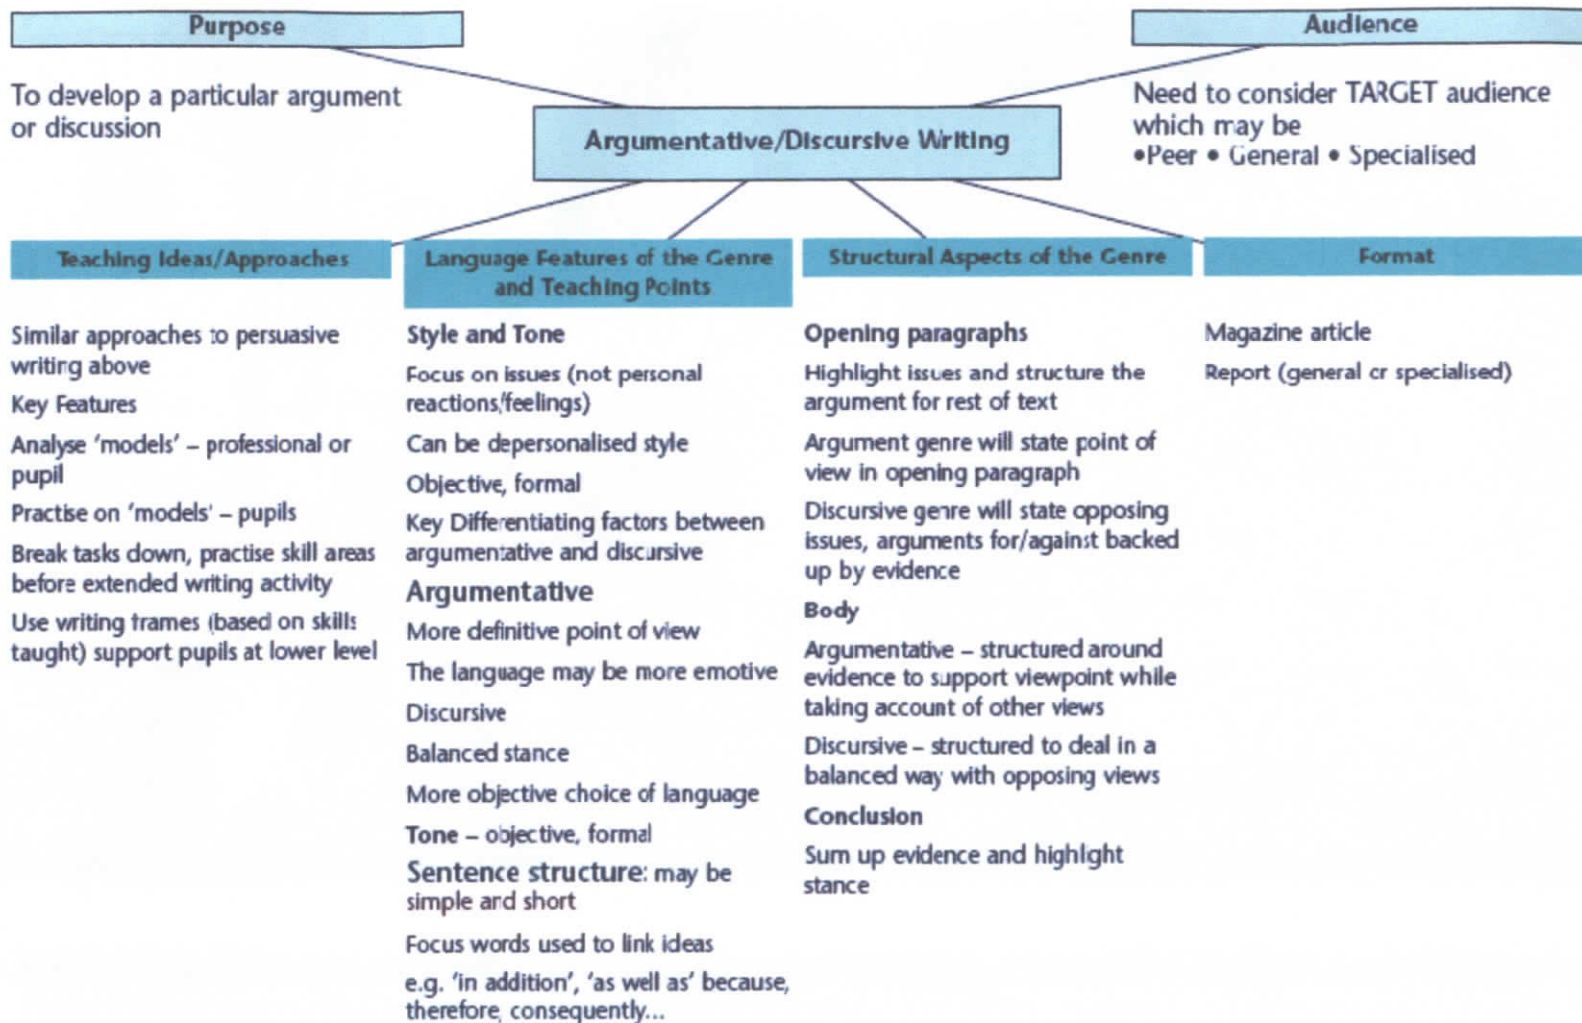 Purpose
Audience
To develop a particular argument
or discussion
Need to consider TARGET audience
which may be
•Peer • General • Specialised
Argumentative/Discursive Writing
Teaching Ideas/Approaches
Similar approaches to persuasive
writing above
Key Features
Analyse 'models' – professional or
pupil
Practise on 'models' – pupils
Break tasks down, practise skill areas
before extended writing activity
Use writing frames (based on skills
taught) support pupils at lower level
Language Features of the Genre
and Teaching Points
Style and Tone
Focus on issues (not personal
reactions/feelings)
Can be depersonalised style
Objective, formal
Key Differentiating factors between
argumentative and discursive
Argumentative
More definitive point of view
The language may be more emotive
Discursive
Balanced stance
More objective choice of language
Tone – objective, formal
Sentence structure: may be
simple and short
Focus words used to link ideas
e.g. 'in addition', 'as well as' because,
therefore, consequently...
Structural Aspects of the Genre
Opening paragraphs
Highlight issues and structure the
argument for rest of text
Argument genre will state point of
view in opening paragraph
Discursive genre will state opposing
issues, arguments for/against backed
up by evidence
Body
Argumentative – structured around
evidence to support viewpoint while
taking account of other views
Discursive – structured to deal in a
balanced way with opposing views
Conclusion
Sum up evidence and highlight
stance
Format
Magazine article
Report (general or specialised)